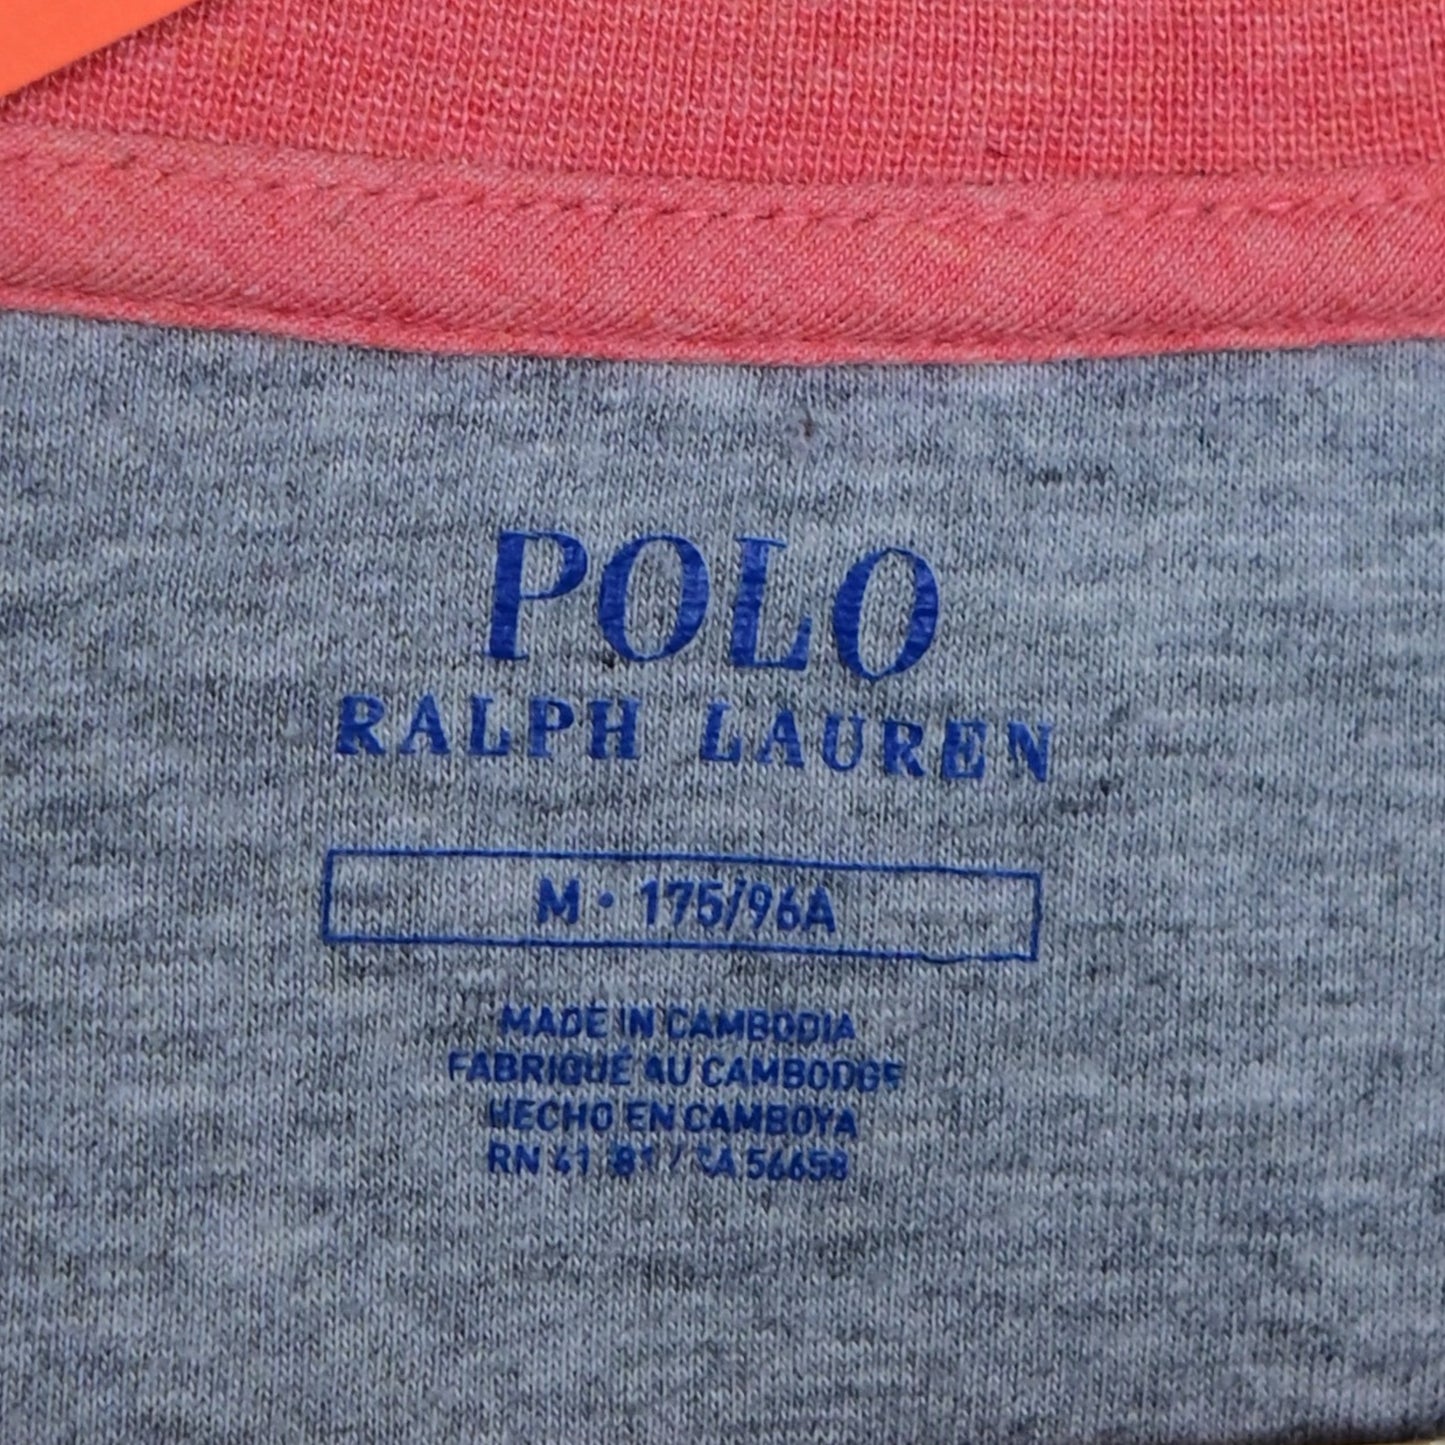 POLO
RALPH LAUREN
M • 175/96A
MADE IN CAMBODIA
FABRIQUÉ AU CAMBODGE
HECHO EN CAMBOYA
RN 56658